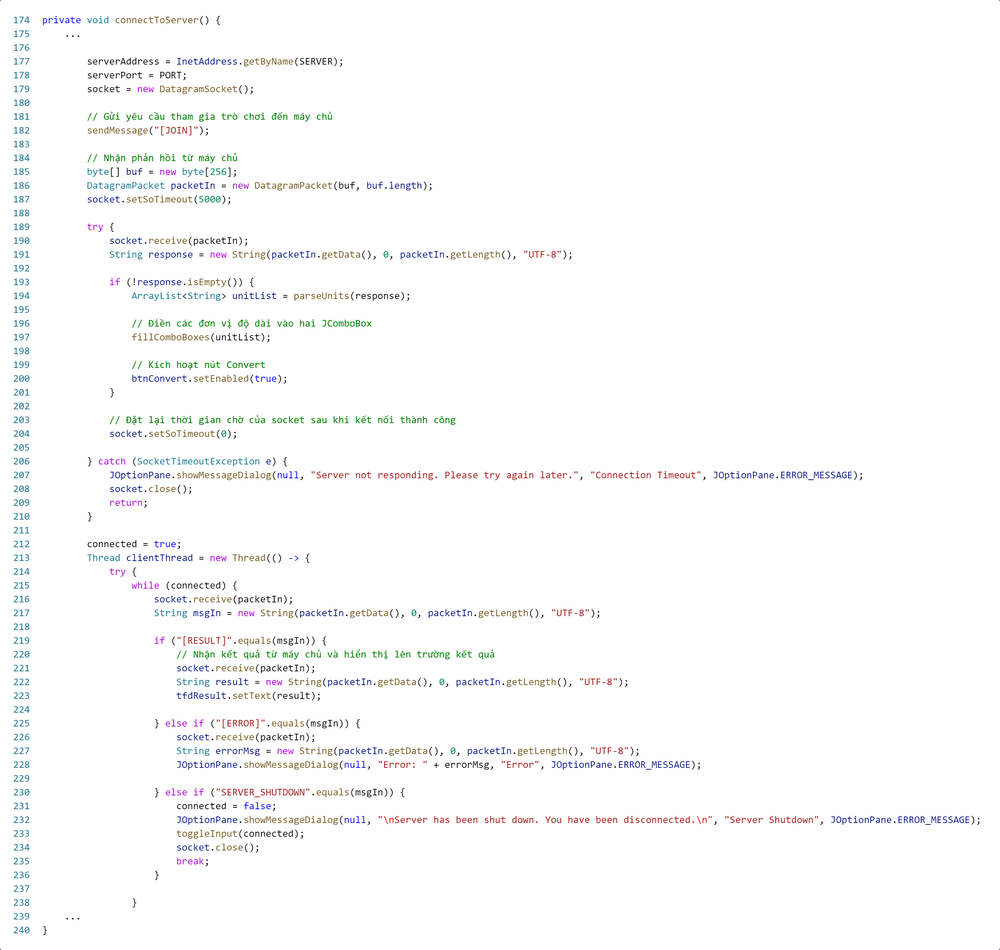 174 private void connectToServer() {
175     ...
176
177         serverAddress = InetAddress.getByName(SERVER);
178         serverPort = PORT;
179         socket = new DatagramSocket();
180
181         // Gửi yêu cầu tham gia trò chơi đến máy chủ
182         sendMessage("[JOIN]");
183
184         // Nhận phản hồi từ máy chủ
185         byte[] buf = new byte[256];
186         DatagramPacket packetIn = new DatagramPacket(buf, buf.length);
187         socket.setSoTimeout(5000);
188
189         try {
190             socket.receive(packetIn);
191             String response = new String(packetIn.getData(), 0, packetIn.getLength(), "UTF-8");
192
193             if (!response.isEmpty()) {
194                 ArrayList<String> unitList = parseUnits(response);
195
196                 // Điền các đơn vị độ dài vào hai JComboBox
197                 fillComboBoxes(unitList);
198
199                 // Kích hoạt nút Convert
200                 btnConvert.setEnabled(true);
201             }
202
203             // Đặt lại thời gian chờ của socket sau khi kết nối thành công
204             socket.setSoTimeout(0);
205
206         } catch (SocketTimeoutException e) {
207             JOptionPane.showMessageDialog(null, "Server not responding. Please try again later.", "Connection Timeout", JOptionPane.ERROR_MESSAGE);
208             socket.close();
209             return;
210         }
211
212         connected = true;
213         Thread clientThread = new Thread(() -> {
214             try {
215                 while (connected) {
216                     socket.receive(packetIn);
217                     String msgIn = new String(packetIn.getData(), 0, packetIn.getLength(), "UTF-8");
218
219                     if ("[RESULT]".equals(msgIn)) {
220                         // Nhận kết quả từ máy chủ và hiển thị lên trường kết quả
221                         socket.receive(packetIn);
222                         String result = new String(packetIn.getData(), 0, packetIn.getLength(), "UTF-8");
223                         tfdResult.setText(result);
224
225                     } else if ("[ERROR]".equals(msgIn)) {
226                         socket.receive(packetIn);
227                         String errorMsg = new String(packetIn.getData(), 0, packetIn.getLength(), "UTF-8");
228                         JOptionPane.showMessageDialog(null, "Error: " + errorMsg, "Error", JOptionPane.ERROR_MESSAGE);
229
230                     } else if ("SERVER_SHUTDOWN".equals(msgIn)) {
231                         connected = false;
232                         JOptionPane.showMessageDialog(null, "\nServer has been shut down. You have been disconnected.\n", "Server Shutdown", JOptionPane.ERROR_MESSAGE);
233                         toggleInput(connected);
234                         socket.close();
235                         break;
236                     }
237
238                 }
239     ...
240 }